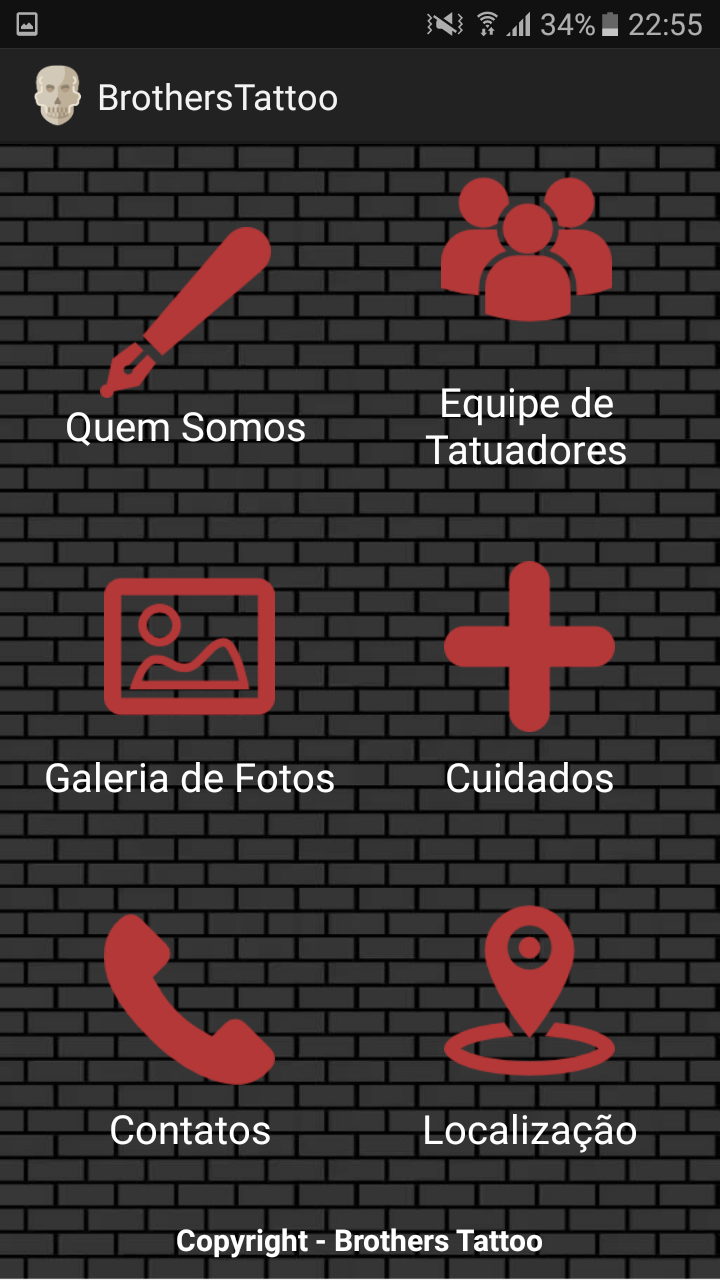 34% 22:55
BrothersTattoo
Quem Somos
Equipe de
Tatuadores
Galeria de Fotos
Cuidados
Contatos
Localização
Copyright - Brothers Tattoo